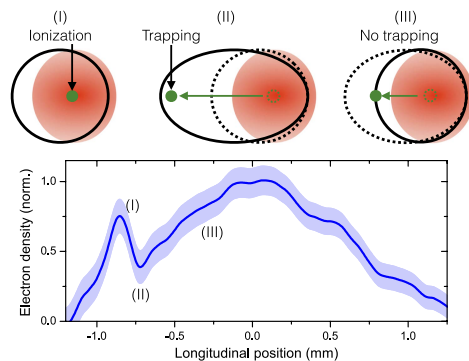 (I)
(II)
(III)
Ionization
Trapping
No trapping
Electron density (norm.)
1.0
0.5
0.0
(I)
(II)
(III)
-1.0
-0.5
0.0
0.5
1.0
Longitudinal position (mm)